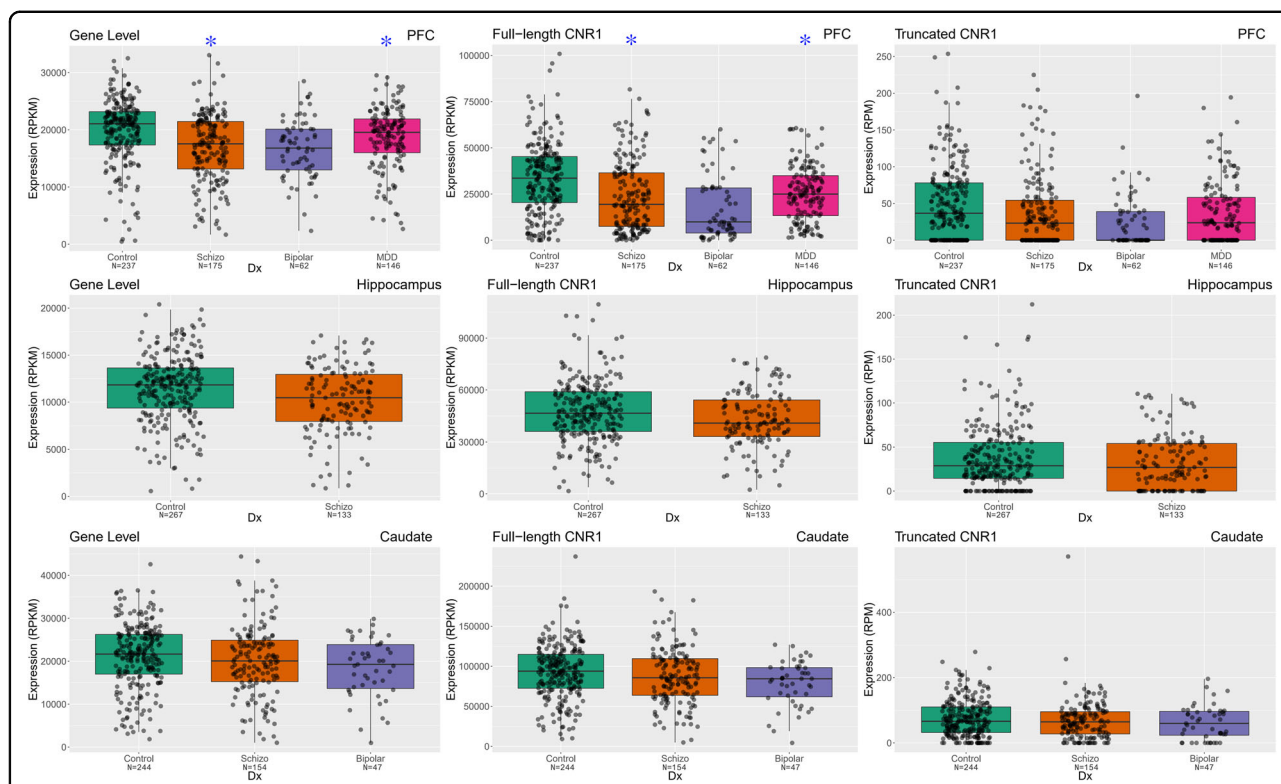 Gene Level * * PFC
Expression (RPKM)
30000
20000
10000
0
Control Schizo Bipolar MDD
N=237 N=175 N=62 N=146
Dx
Full-length CNR1 * * PFC
Expression (RPKM)
100000
75000
50000
25000
0
Control Schizo Bipolar MDD
N=237 N=175 N=62 N=146
Dx
Truncated CNR1 PFC
Expression (RPKM)
250
200
150
100
50
0
Control Schizo Bipolar MDD
N=237 N=175 N=62 N=146
Dx
Gene Level Hippocampus
Expression (RPKM)
20000
15000
10000
5000
0
Control Schizo
N=267 N=133
Dx
Full-length CNR1 Hippocampus
Expression (RPKM)
90000
60000
30000
0
Control Schizo
N=267 N=133
Dx
Truncated CNR1 Hippocampus
Expression (RPKM)
200
150
100
50
0
Control Schizo
N=267 N=133
Dx
Gene Level Caudate
Expression (RPKM)
40000
30000
20000
10000
0
Control Schizo Bipolar
N=244 N=154 N=47
Dx
Full-length CNR1 Caudate
Expression (RPKM)
200000
150000
100000
50000
0
Control Schizo Bipolar
N=244 N=154 N=47
Dx
Truncated CNR1 Caudate
Expression (RPKM)
400
200
0
Control Schizo Bipolar
N=244 N=154 N=47
Dx